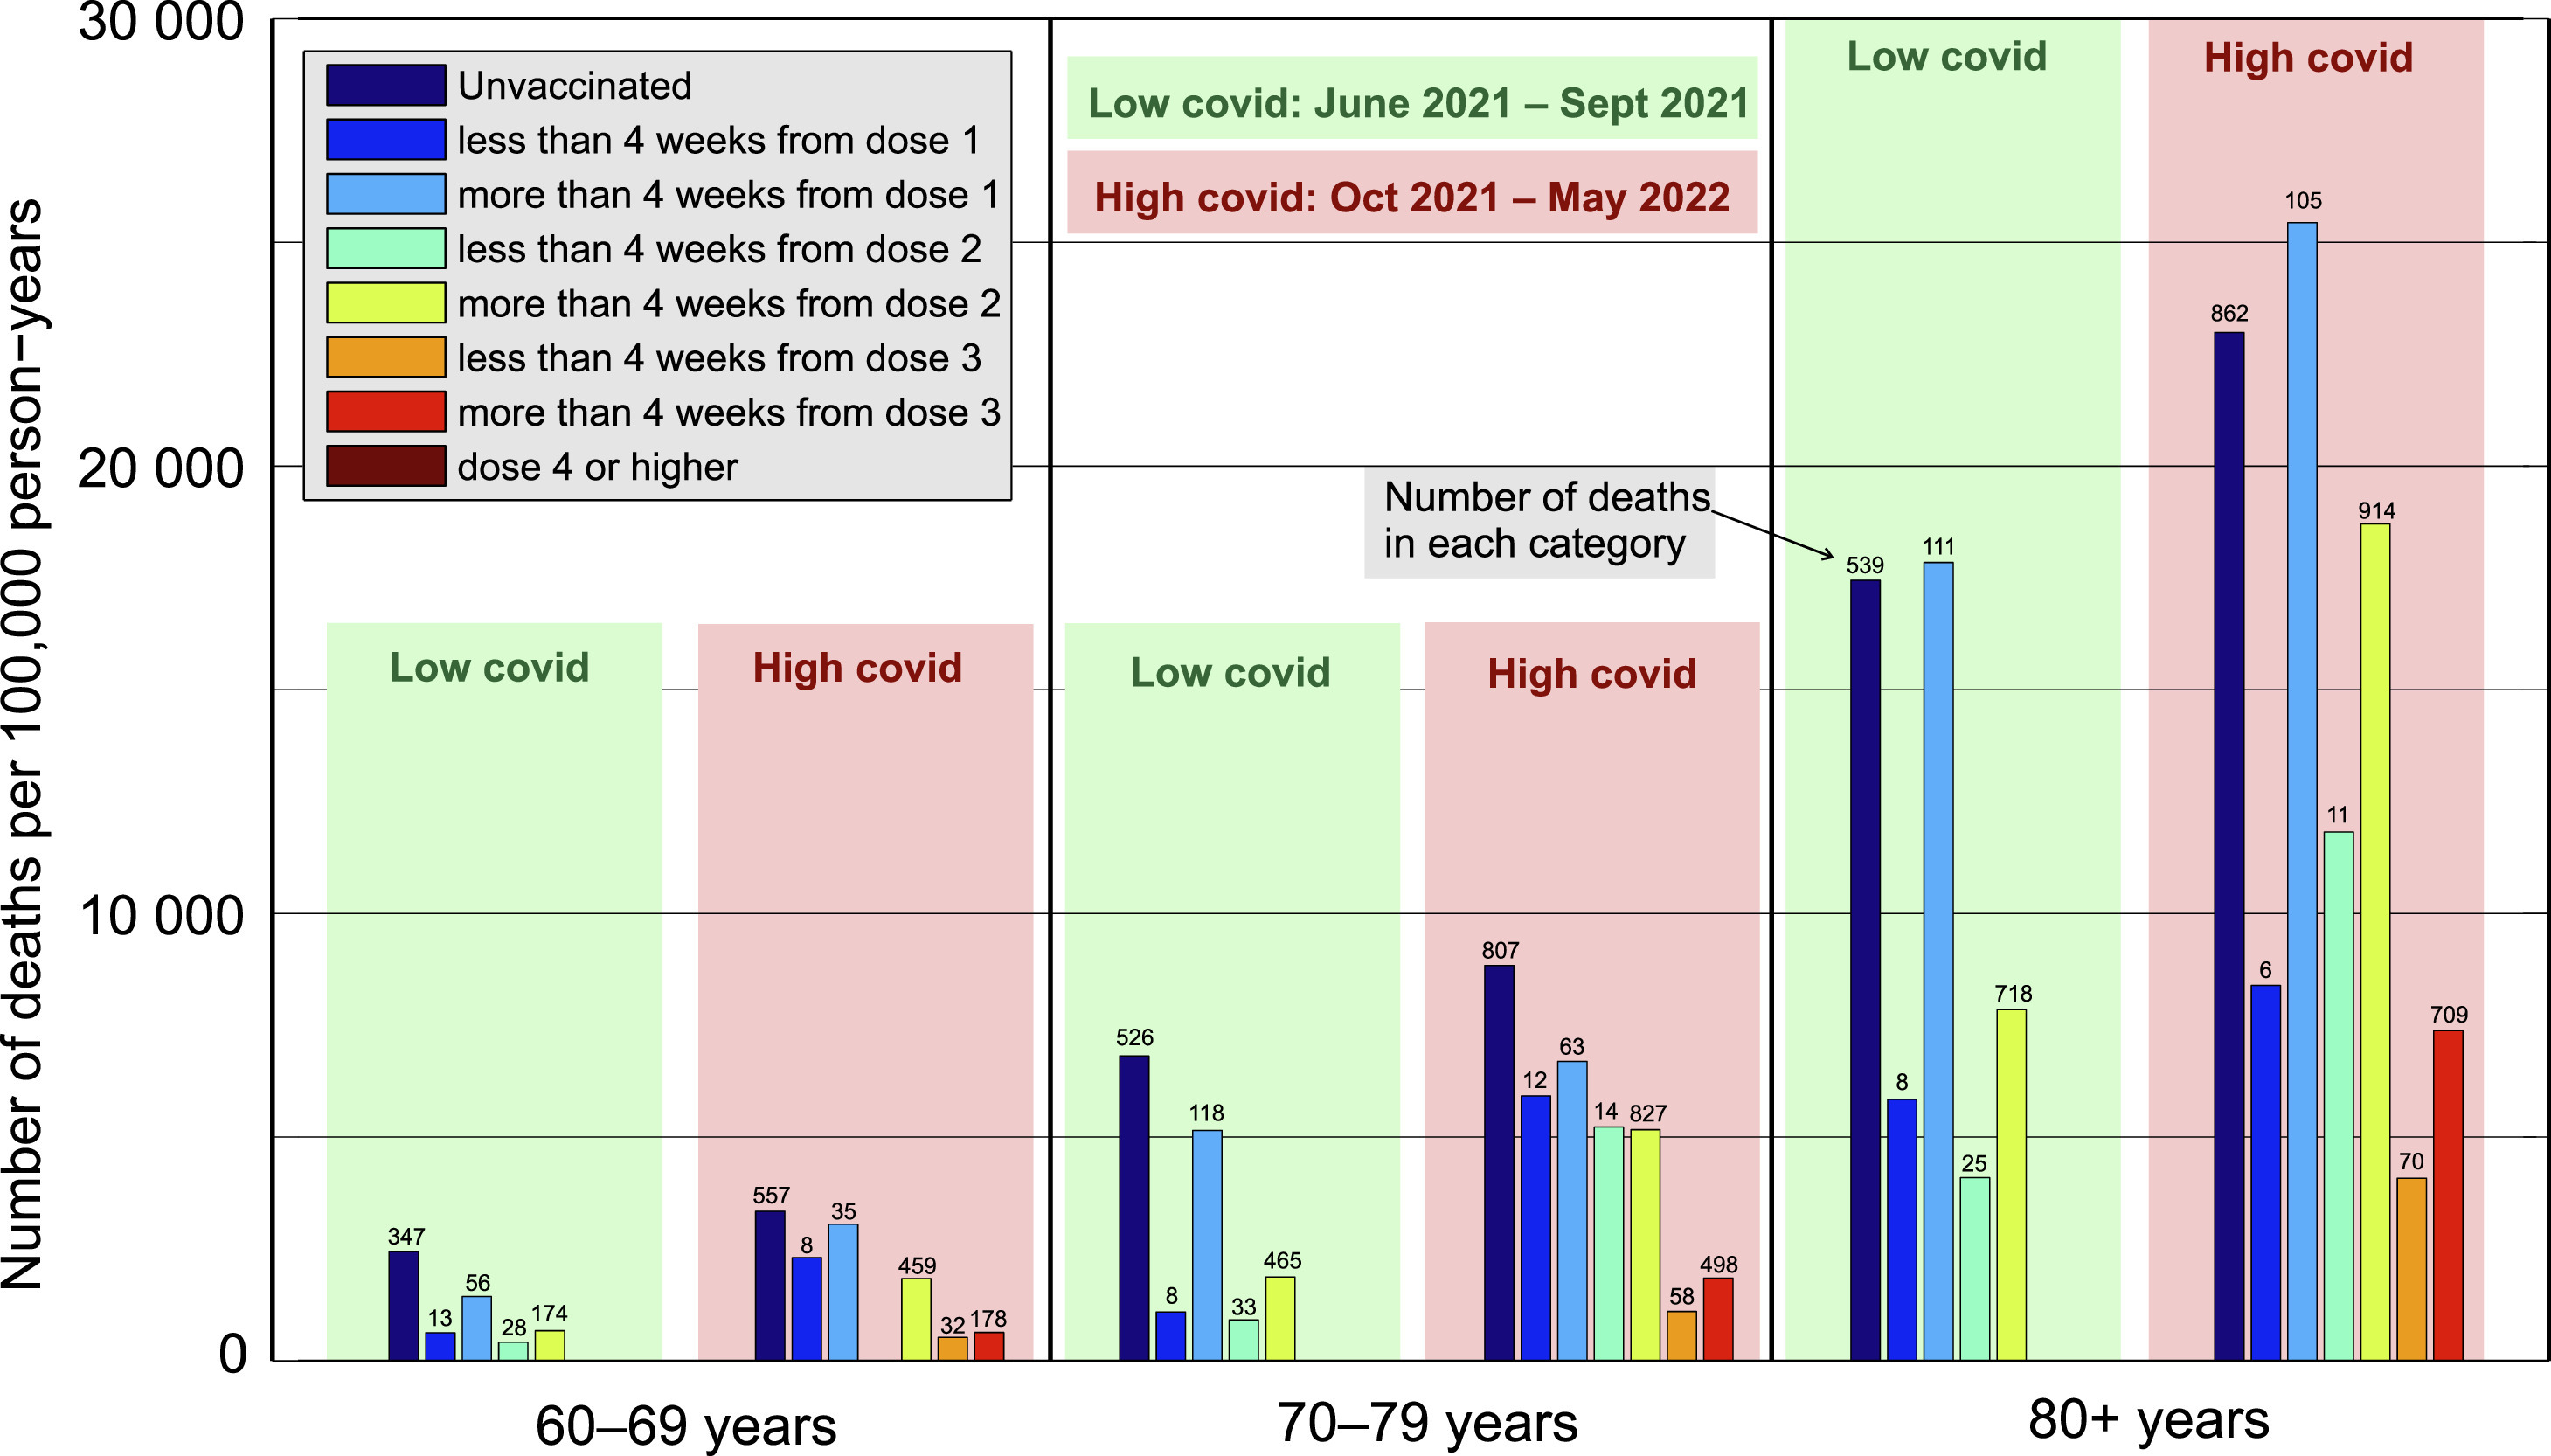 Number of deaths per 100,000 person–years
30 000
20 000
10 000
0
Unvaccinated
less than 4 weeks from dose 1
more than 4 weeks from dose 1
less than 4 weeks from dose 2
more than 4 weeks from dose 2
less than 4 weeks from dose 3
more than 4 weeks from dose 3
dose 4 or higher
Low covid: June 2021 – Sept 2021
High covid: Oct 2021 – May 2022
Number of deaths
in each category
Low covid
347
13
56
28
174
High covid
557
8
35
459
32
178
Low covid
526
8
118
33
465
High covid
807
12
63
14
827
58
498
Low covid
539
8
111
25
718
High covid
862
6
105
11
914
70
709
60–69 years
70–79 years
80+ years